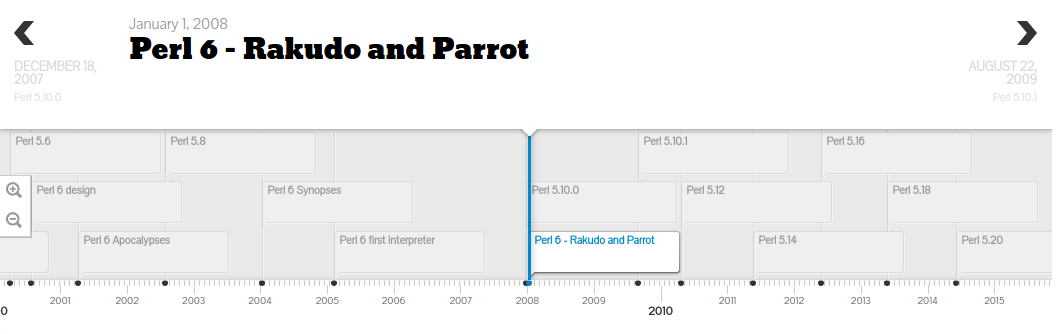 January 1, 2008
Perl 6 - Rakudo and Parrot
DECEMBER 18,
2007
Perl 5.10.0
AUGUST 22,
2009
Perl 5.10.1
Perl 5.6
Perl 5.8
Perl 5.10.1
Perl 5.16
Perl 6 design
Perl 6 Synopses
Perl 5.10.0
Perl 5.12
Perl 5.18
Perl 6 Apocalypses
Perl 6 first interpreter
Perl 6 - Rakudo and Parrot
Perl 5.14
Perl 5.20
2001 2002 2003 2004 2005 2006 2007 2008 2009 2011 2012 2013 2014 2015
0 2010